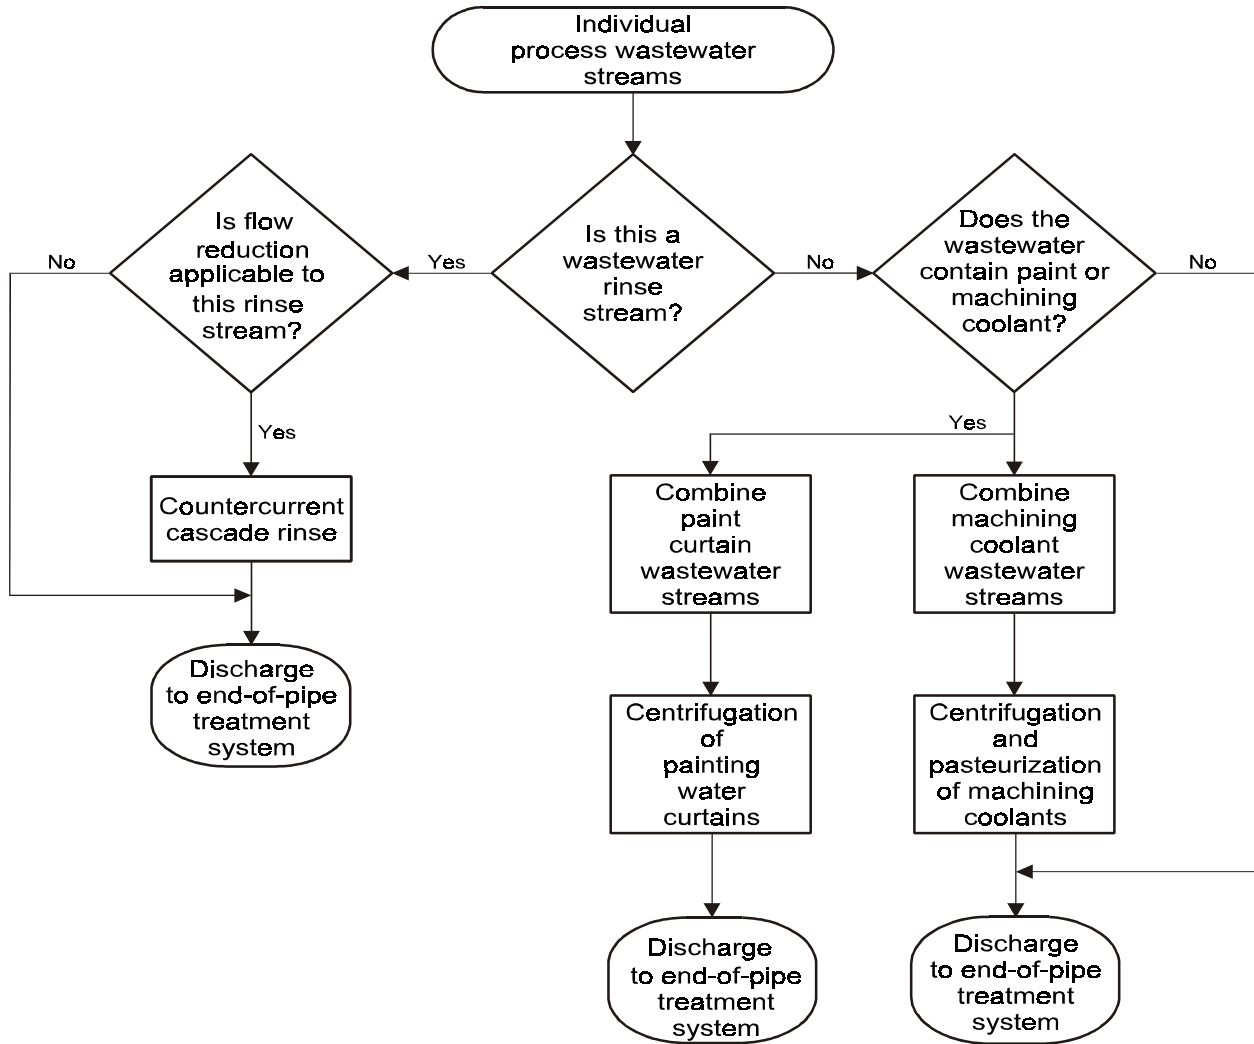 Individual
process wastewater
streams
Is flow
reduction
applicable to
this rinse
stream?
No
Yes
Is this a
wastewater
rinse
stream?
Yes
No
Does the
wastewater
contain paint or
machining
coolant?
No
Yes
Countercurrent
cascade rinse
Discharge
to end-of-pipe
treatment
system
Combine
paint
curtain
wastewater
streams
Combine
machining
coolant
wastewater
streams
Centrifugation
of
painting
water
curtains
Centrifugation
and
pasteurization
of machining
coolants
Discharge
to end-of-pipe
treatment
system
Discharge
to end-of-pipe
treatment
system